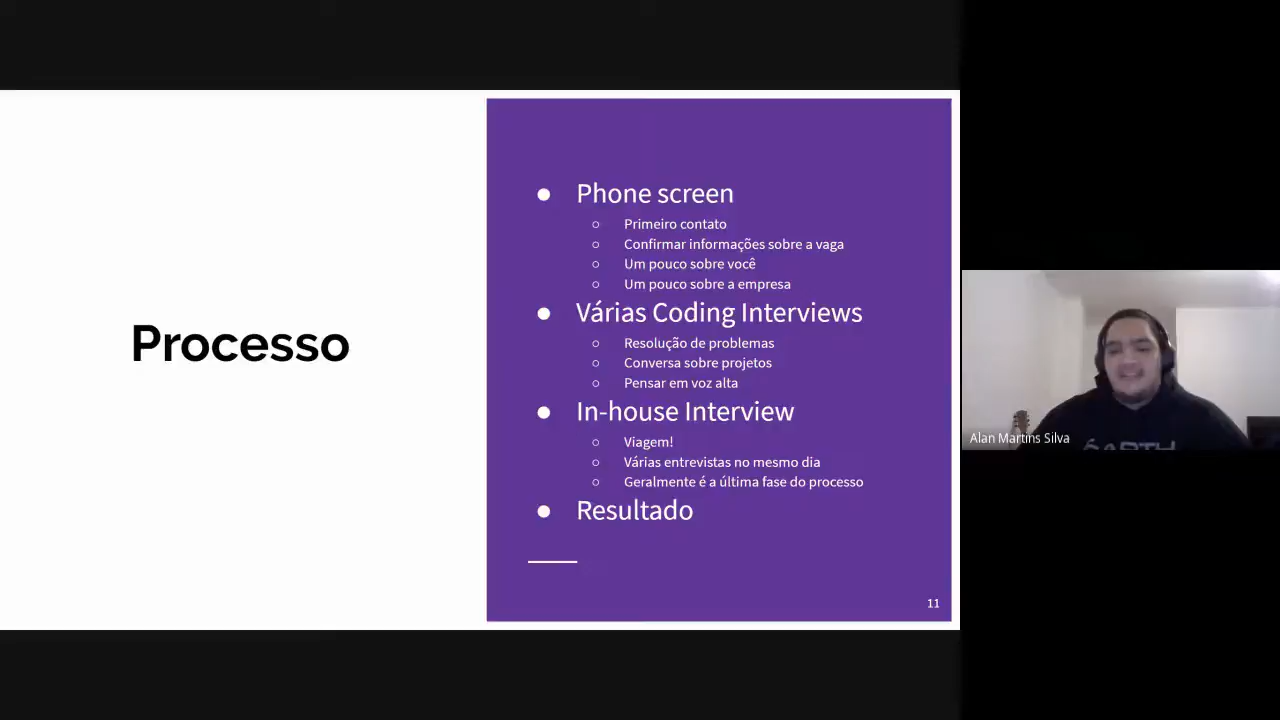 Processo
Phone screen
Primeiro contato
Confirmar informações sobre a vaga
Um pouco sobre você
Um pouco sobre a empresa
Várias Coding Interviews
Resolução de problemas
Conversa sobre projetos
Pensar em voz alta
In-house Interview
Viagem!
Várias entrevistas no mesmo dia
Geralmente é a última fase do processo
Resultado
11
Alan Martins Silva